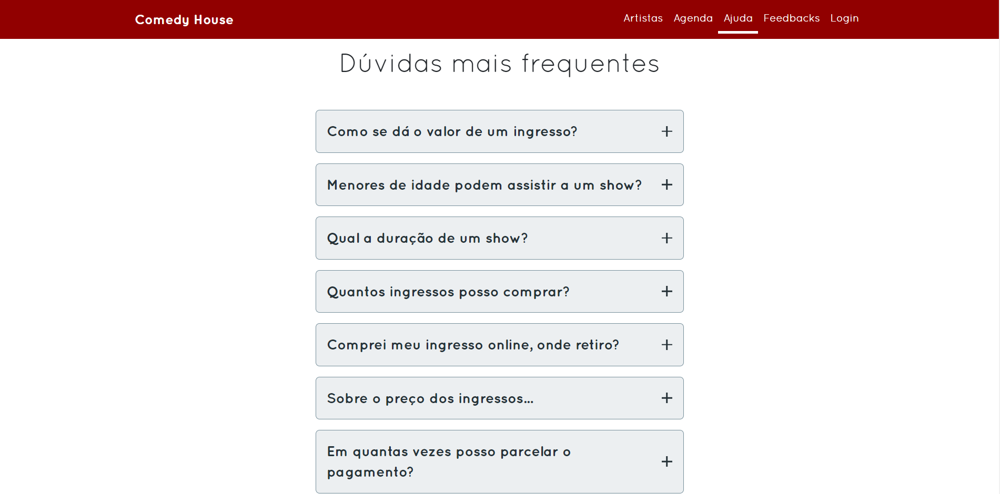 Comedy House
Artistas Agenda Ajuda Feedbacks Login
Dúvidas mais frequentes
Como se dá o valor de um ingresso?
Menores de idade podem assistir a um show?
Qual a duração de um show?
Quantos ingressos posso comprar?
Comprei meu ingresso online, onde retiro?
Sobre o preço dos ingressos...
Em quantas vezes posso parcelar o
pagamento?